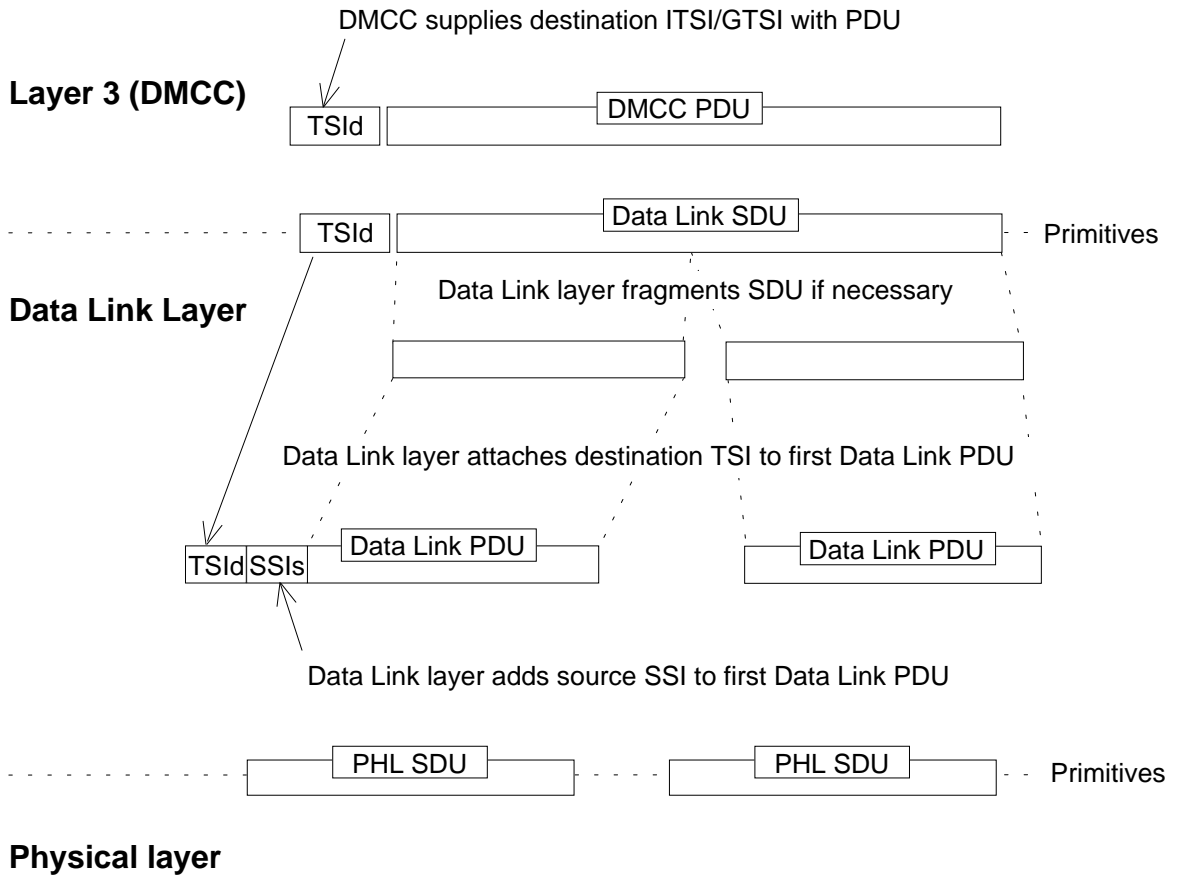 DMCC supplies destination ITSI/GTSI with PDU
Layer 3 (DMCC)
TSId
DMCC PDU
TSId
Data Link SDU
Primitives
Data Link layer fragments SDU if necessary
Data Link Layer
Data Link layer attaches destination TSI to first Data Link PDU
TSId
SSIs
Data Link PDU
Data Link PDU
Data Link layer adds source SSI to first Data Link PDU
PHL SDU
PHL SDU
Primitives
Physical layer